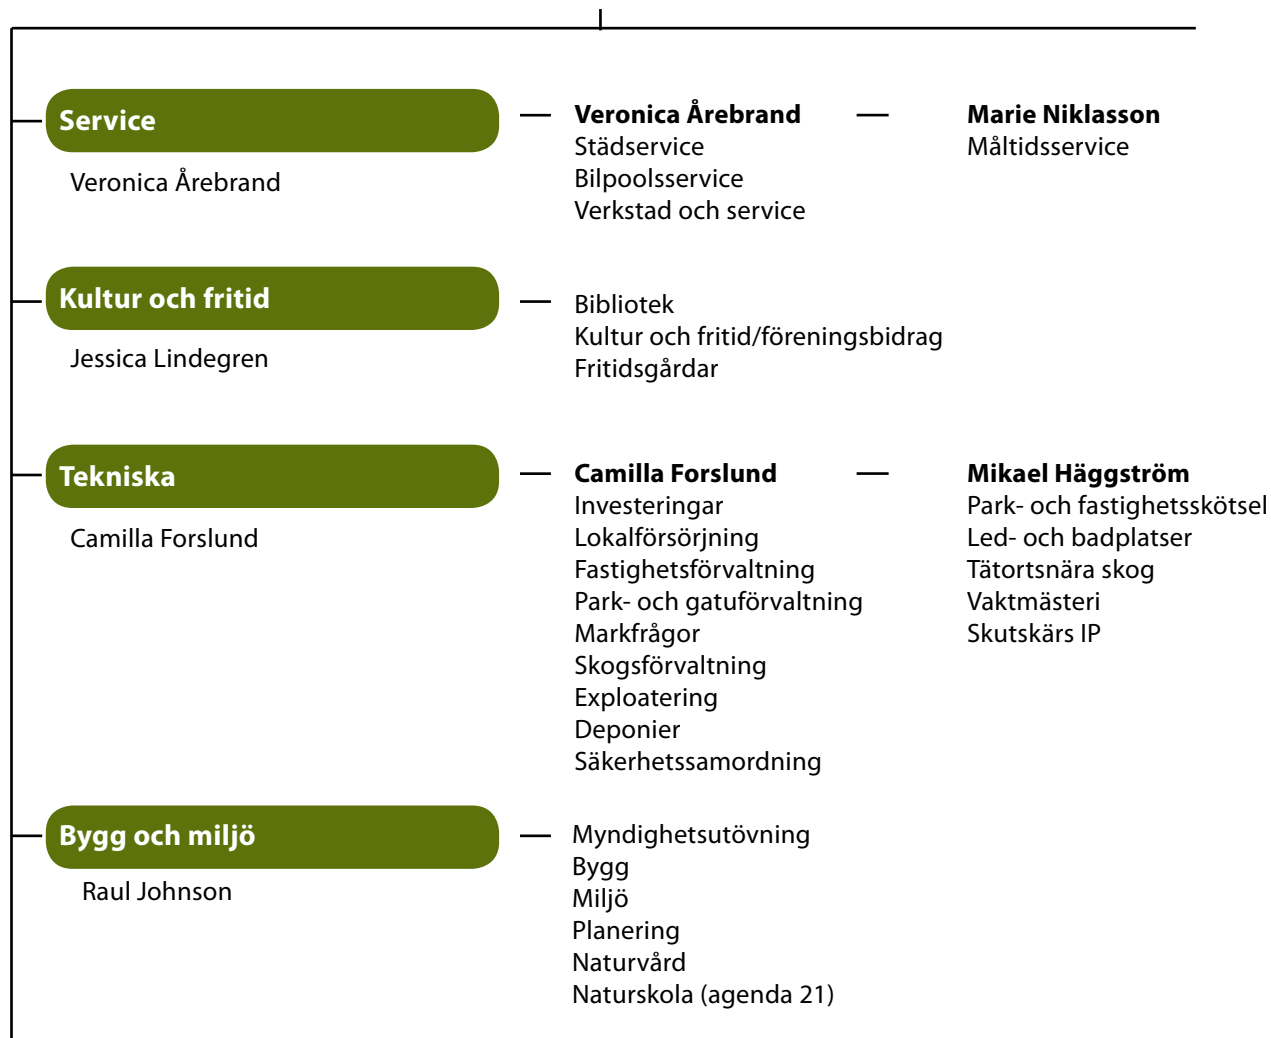 Service
Veronica Årebrand
Veronica Årebrand
Städservice
Bilpoolsservice
Verkstad och service
Marie Niklasson
Måltidsservice
Kultur och fritid
Jessica Lindegren
Bibliotek
Kultur och fritid/föreningsbidrag
Fritidsgårdar
Tekniska
Camilla Forslund
Camilla Forslund
Investeringar
Lokalförsörjning
Fastighetsförvaltning
Park- och gatuförvaltning
Markfrågor
Skogsförvaltning
Exploatering
Deponier
Säkerhetssamordning
Mikael Häggström
Park- och fastighetsskötsel
Led- och badplatser
Tätortsnära skog
Vaktmästeri
Skutskärs IP
Bygg och miljö
Raul Johnson
Myndighetsutövning
Bygg
Miljö
Planering
Naturvård
Naturskola (agenda 21)